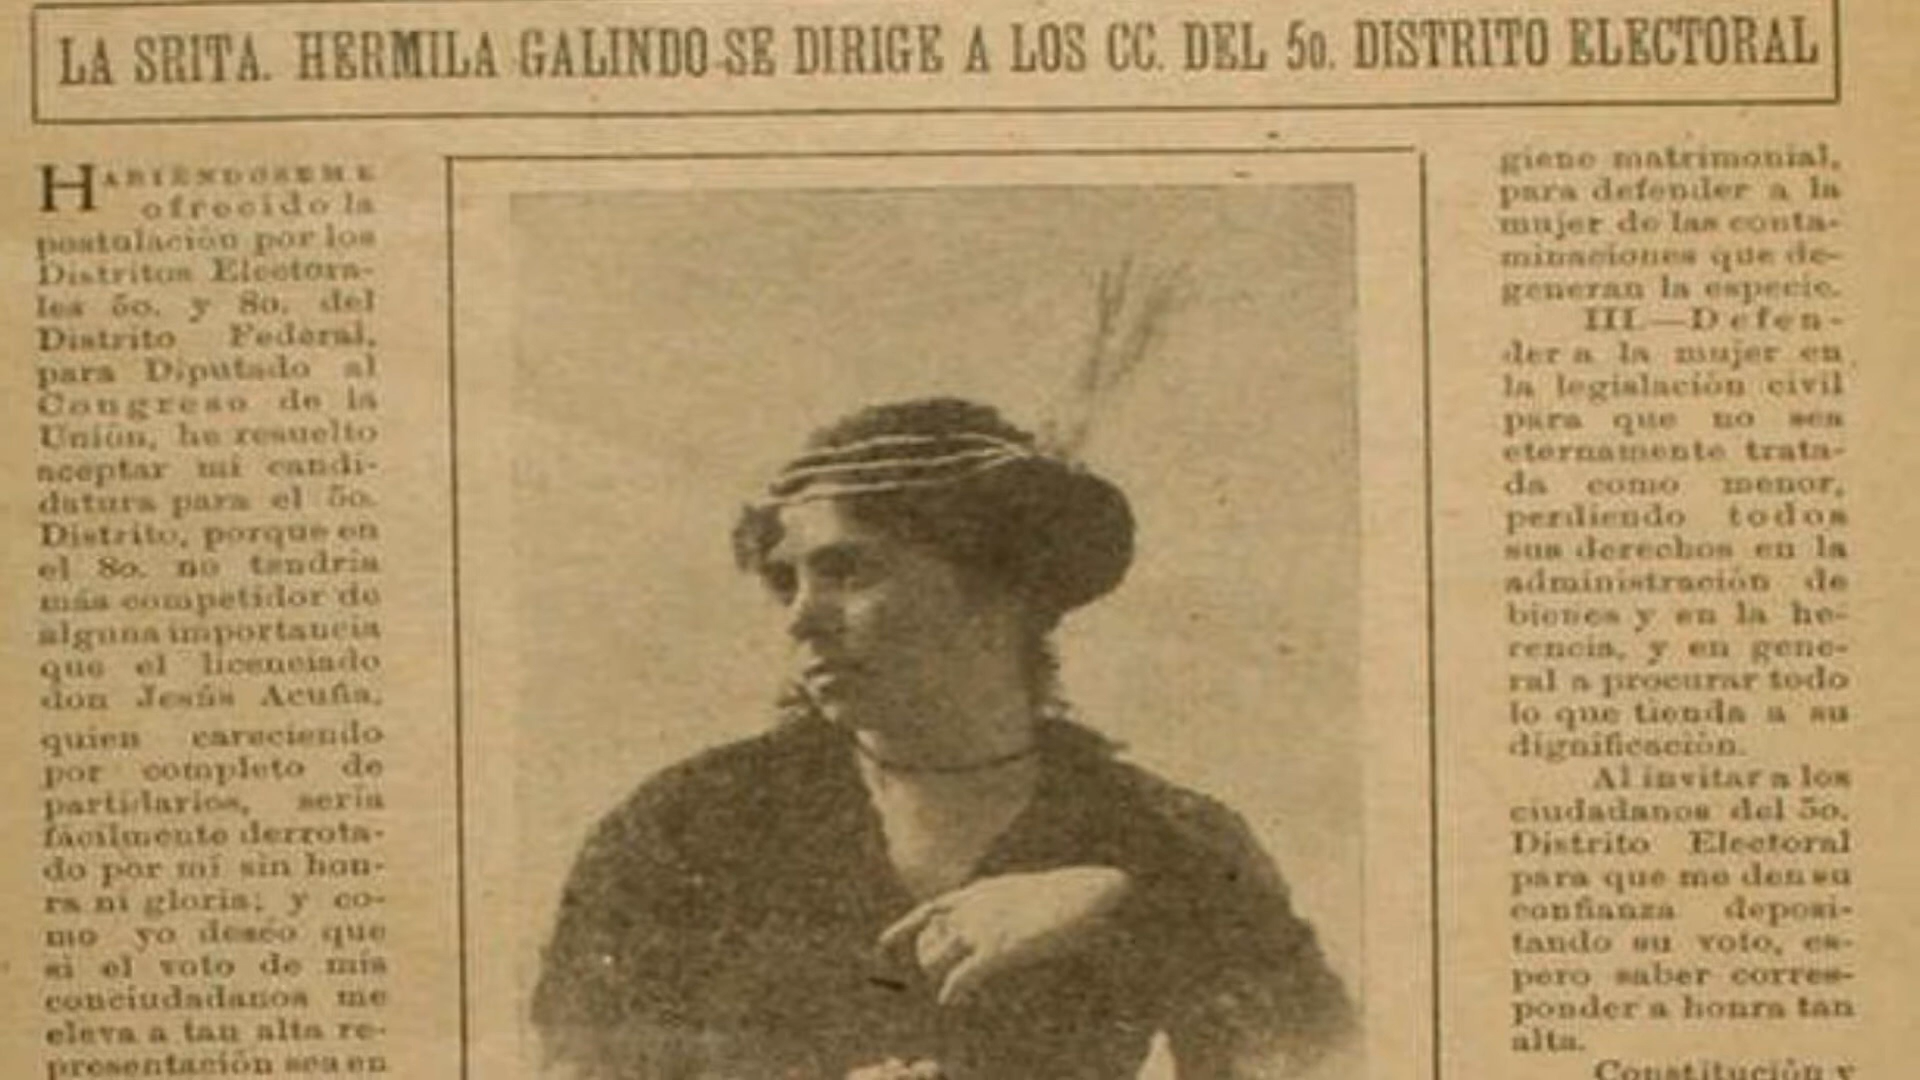 LA SRITA. HERMILA GALINDO SE DIRIGE A LOS CC. DEL 5o. DISTRITO ELECTORAL
HABIÉNDOSEME
ofrecido la
postulación por los
Distritos Electora-
les 5o. y 8o. del
Distrito Federal,
para Diputado al
Congreso de la
Unión, he resuelto
aceptar mi candi-
datura para el 5o.
Distrito, porque en
el 8o. no tendría
más competidor de
alguna importancia
que el licenciado
don Jesús Acuña,
quien careciendo
por completo de
partidarios, sería
fácilmente derrota-
do por mí sin hon-
ra ni gloria; y co-
mo yo deseo que
si el voto de mis
conciudadanos me
eleva a tan alta re-
presentación sea en
giene matrimonial,
para defender a la
mujer de las conta-
minaciones que de-
generan la especie.
III.—Defen-
der a la mujer en
la legislación civil
para que no sea
eternamente trata-
da como menor,
perdiendo todos
sus derechos en la
administración de
bienes y en la he-
rencia, y en gene-
ral a procurar todo
lo que tienda a su
dignificación.
Al invitar a los
ciudadanos del 5o.
Distrito Electoral
para que me den su
confianza deposi-
tando su voto, es-
pero saber corres-
ponder a honra tan
alta.
Constitución y